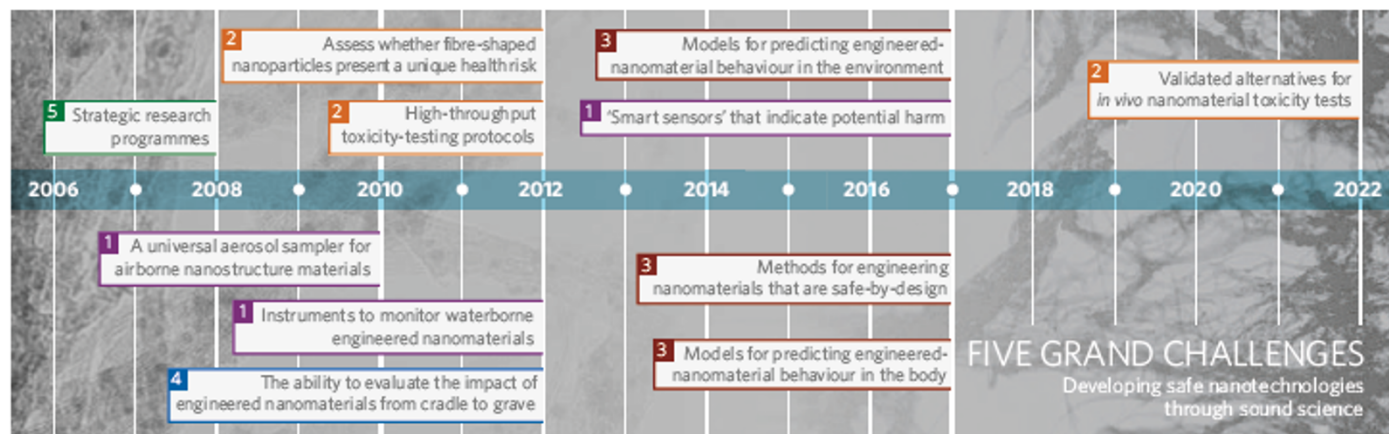 2
Assess whether fibre-shaped
nanoparticles present a unique health risk
3
Models for predicting engineered-
nanomaterial behaviour in the environment
2
Validated alternatives for
in vivo nanomaterial toxicity tests
5
Strategic research
programmes
2
High-throughput
toxicity-testing protocols
1
‘Smart sensors’ that indicate potential harm
2006 2008 2010 2012 2014 2016 2018 2020 2022
1
A universal aerosol sampler for
airborne nanostructure materials
3
Methods for engineering
nanomaterials that are safe-by-design
1
Instruments to monitor waterborne
engineered nanomaterials
3
Models for predicting engineered-
nanomaterial behaviour in the body
4
The ability to evaluate the impact of
engineered nanomaterials from cradle to grave
FIVE GRAND CHALLENGES
Developing safe nanotechnologies
through sound science